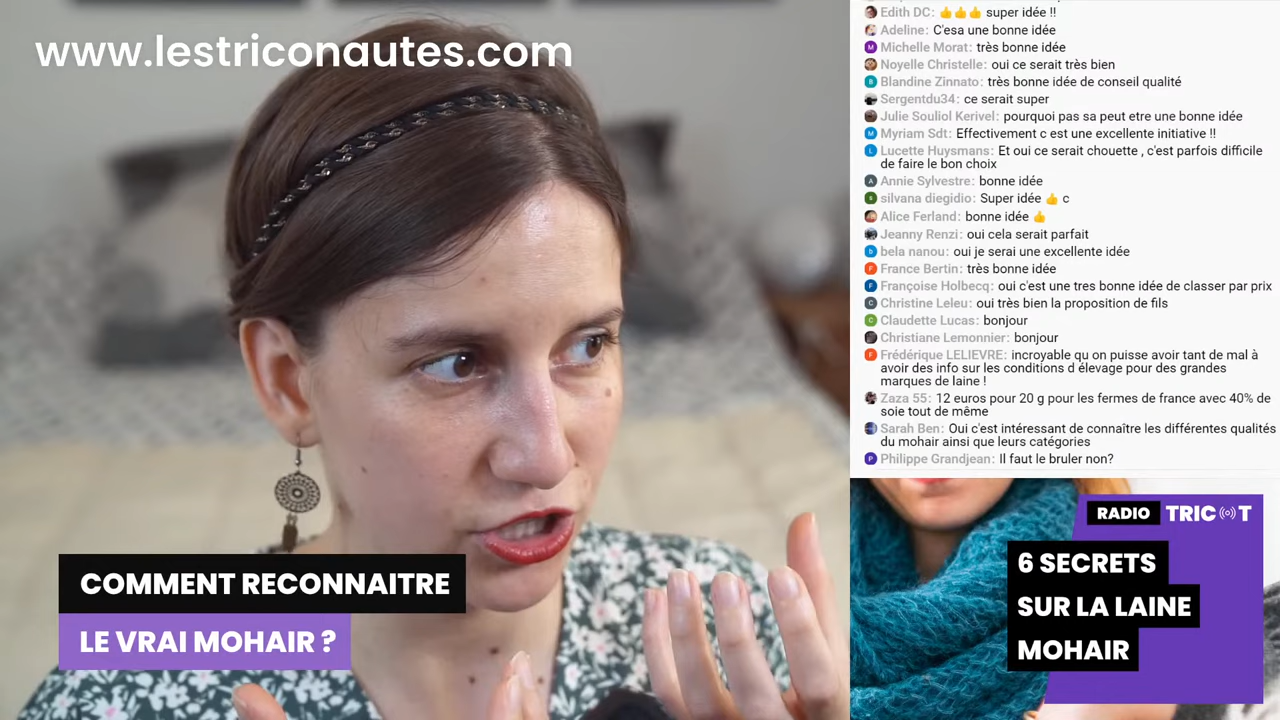 www.lestriconautes.com
COMMENT RECONNAITRE
LE VRAI MOHAIR ?
Edith DC: 👍👍👍 super idée !!
Adeline: C'esa une bonne idée
Michelle Morat: très bonne idée
Noyelle Christelle: oui ce serait très bien
Blandine Zinnato: très bonne idée de conseil qualité
Sergentdu34: ce serait super
Julie Souliol Kerivel: pourquoi pas sa peut etre une bonne idée
Myriam Sdt: Effectivement c est une excellente initiative !!
Lucette Huysmans: Et oui ce serait chouette , c'est parfois difficile
de faire le bon choix
Annie Sylvestre: bonne idée
silvana diegidio: Super idée 👍 c
Alice Ferland: bonne idée 👍
Jeanny Renzi: oui cela serait parfait
bela nanou: oui je serai une excellente idée
France Bertin: très bonne idée
Françoise Holbecq: oui c'est une tres bonne idée de classer par prix
Christine Leleu: oui très bien la proposition de fils
Claudette Lucas: bonjour
Christiane Lemonnier: bonjour
Frédérique LELIEVRE: incroyable qu on puisse avoir tant de mal à
avoir des info sur les conditions d élevage pour des grandes
marques de laine !
Zaza 55: 12 euros pour 20 g pour les fermes de france avec 40% de
soie tout de même
Sarah Ben: Oui c'est intéressant de connaître les différentes qualités
du mohair ainsi que leurs catégories
Philippe Grandjean: Il faut le bruler non?
RADIO TRICOT
6 SECRETS
SUR LA LAINE
MOHAIR